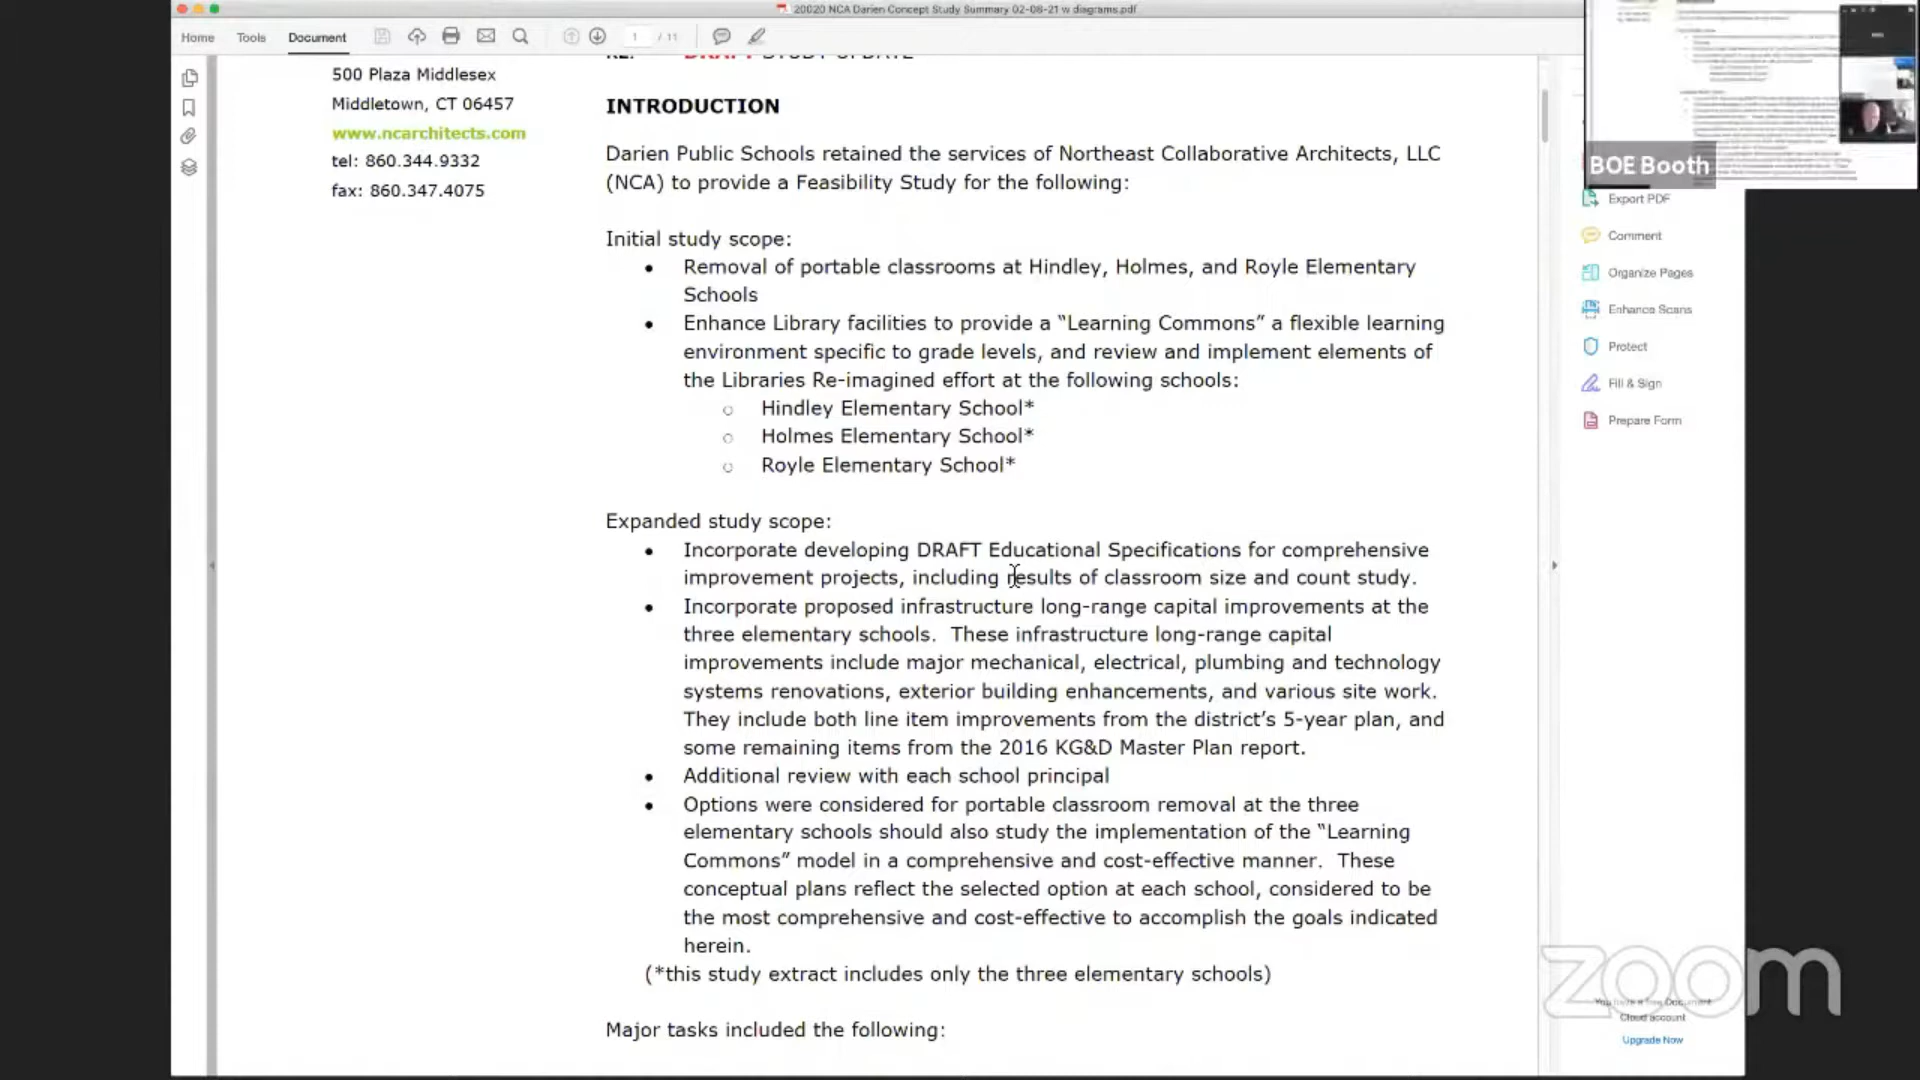 20020 NCA Darien Concept Study Summary 02-08-21 w diagrams.pdf
Home Tools Document 1 / 11
RE: DRAFT STUDY UPDATE
500 Plaza Middlesex
Middletown, CT 06457
www.ncarchitects.com
tel: 860.344.9332
fax: 860.347.4075
INTRODUCTION
Darien Public Schools retained the services of Northeast Collaborative Architects, LLC
(NCA) to provide a Feasibility Study for the following:
Initial study scope:
• Removal of portable classrooms at Hindley, Holmes, and Royle Elementary
Schools
• Enhance Library facilities to provide a “Learning Commons” a flexible learning
environment specific to grade levels, and review and implement elements of
the Libraries Re-imagined effort at the following schools:
○ Hindley Elementary School*
○ Holmes Elementary School*
○ Royle Elementary School*
Expanded study scope:
• Incorporate developing DRAFT Educational Specifications for comprehensive
improvement projects, including results of classroom size and count study.
• Incorporate proposed infrastructure long-range capital improvements at the
three elementary schools.  These infrastructure long-range capital
improvements include major mechanical, electrical, plumbing and technology
systems renovations, exterior building enhancements, and various site work.
They include both line item improvements from the district’s 5-year plan, and
some remaining items from the 2016 KG&D Master Plan report.
• Additional review with each school principal
• Options were considered for portable classroom removal at the three
elementary schools should also study the implementation of the “Learning
Commons” model in a comprehensive and cost-effective manner.  These
conceptual plans reflect the selected option at each school, considered to be
the most comprehensive and cost-effective to accomplish the goals indicated
herein.
(*this study extract includes only the three elementary schools)
Major tasks included the following:
BOE Booth
Export PDF
Comment
Organize Pages
Enhance Scans
Protect
Fill & Sign
Prepare Form
zoom
You have a free Document
Cloud account
Upgrade Now